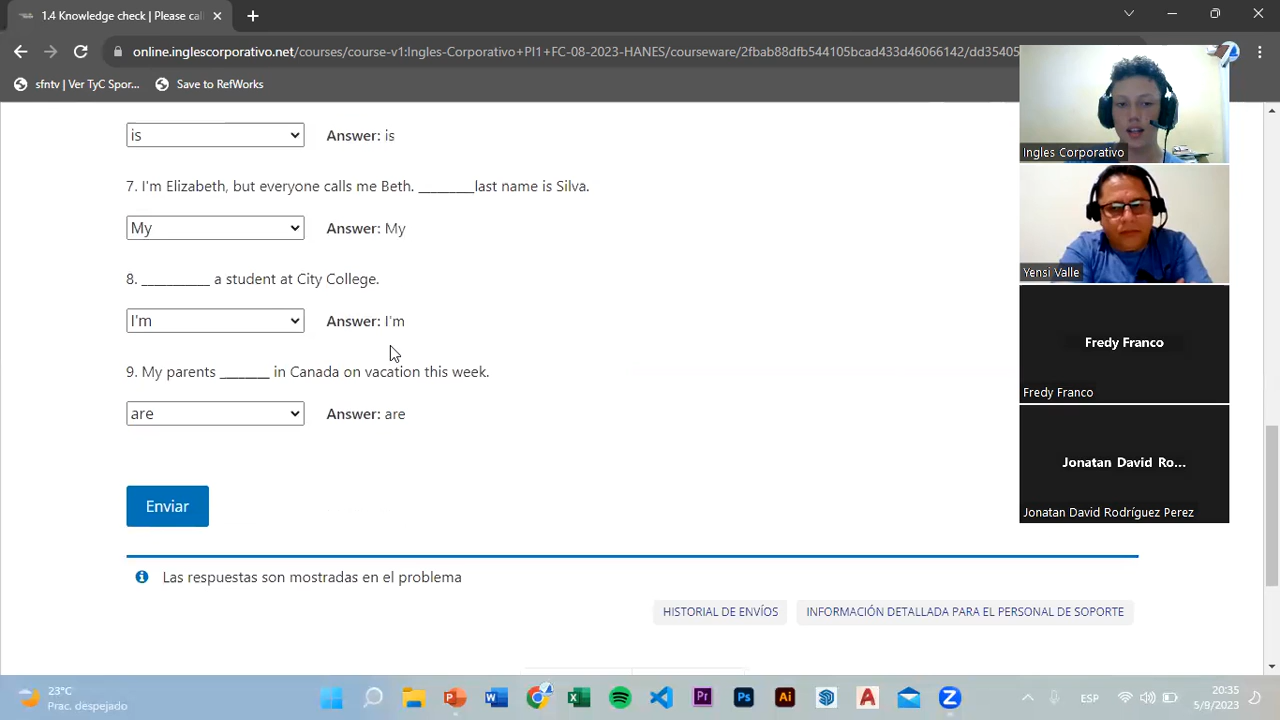 1.4 Knowledge check | Please cal
online.inglescorporativo.net/courses/course-v1:Ingles-Corporativo+PI1+FC-08-2023-HANES/courseware/2fbab88dfb544105bcad433d46066142/dd35405
sfntv | Ver TyC Spor...
Save to RefWorks
is
Answer: is
7. I'm Elizabeth, but everyone calls me Beth. _________last name is Silva.
My
Answer: My
8. ___________ a student at City College.
I'm
Answer: I'm
9. My parents ________ in Canada on vacation this week.
are
Answer: are
Enviar
Las respuestas son mostradas en el problema
HISTORIAL DE ENVÍOS
INFORMACIÓN DETALLADA PARA EL PERSONAL DE SOPORTE
Ingles Corporativo
Yensi Valle
Fredy Franco
Fredy Franco
Jonatan David Ro...
Jonatan David Rodríguez Perez
23°C
Prac. despejado
ESP
20:35
5/9/2023